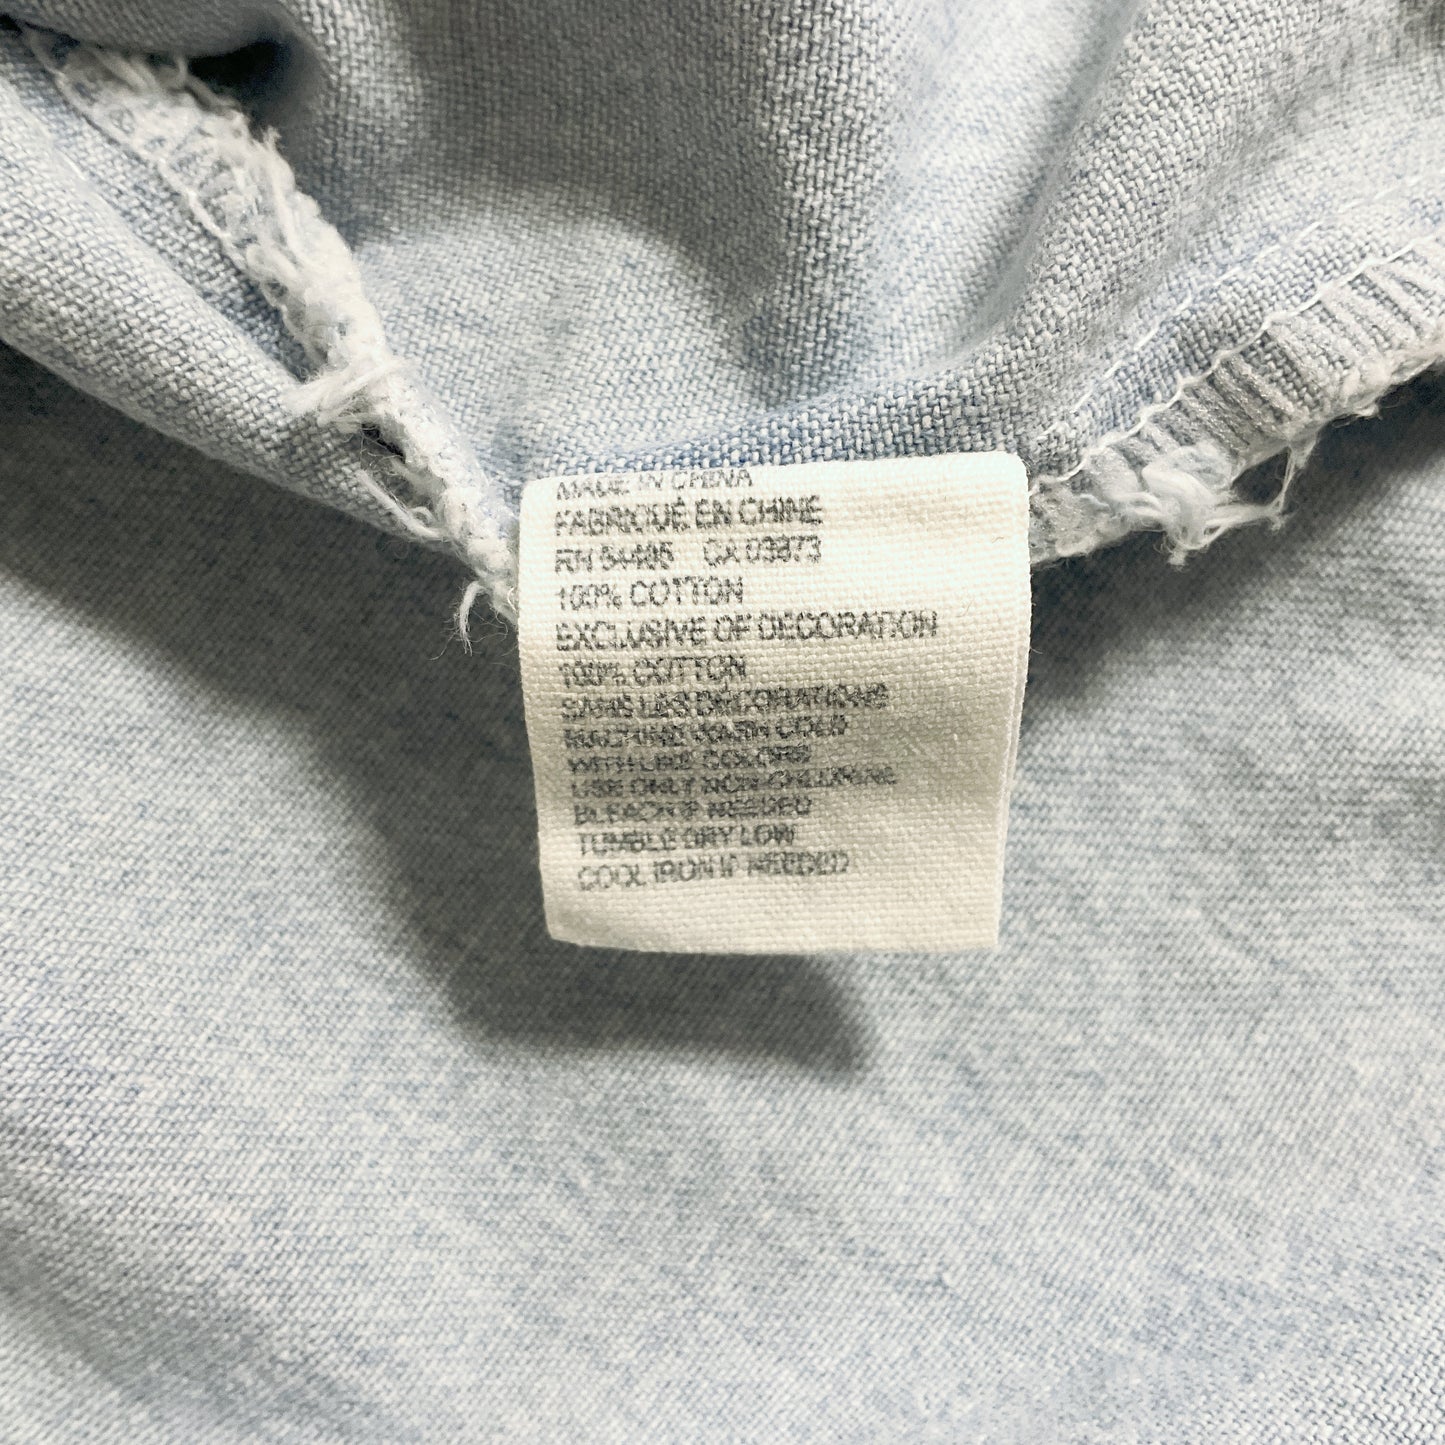 MADE IN CHINA
FABRIQUÉ EN CHINE
RN 54485 CA 03973
100% COTTON
EXCLUSIVE OF DECORATION
100% COTTON
SANS LES DÉCORATIONS
MACHINE WASH COLD
WITH LIKE COLORS
USE ONLY NON-CHLORINE
BLEACH IF NEEDED
TUMBLE DRY LOW
COOL IRON IF NEEDED